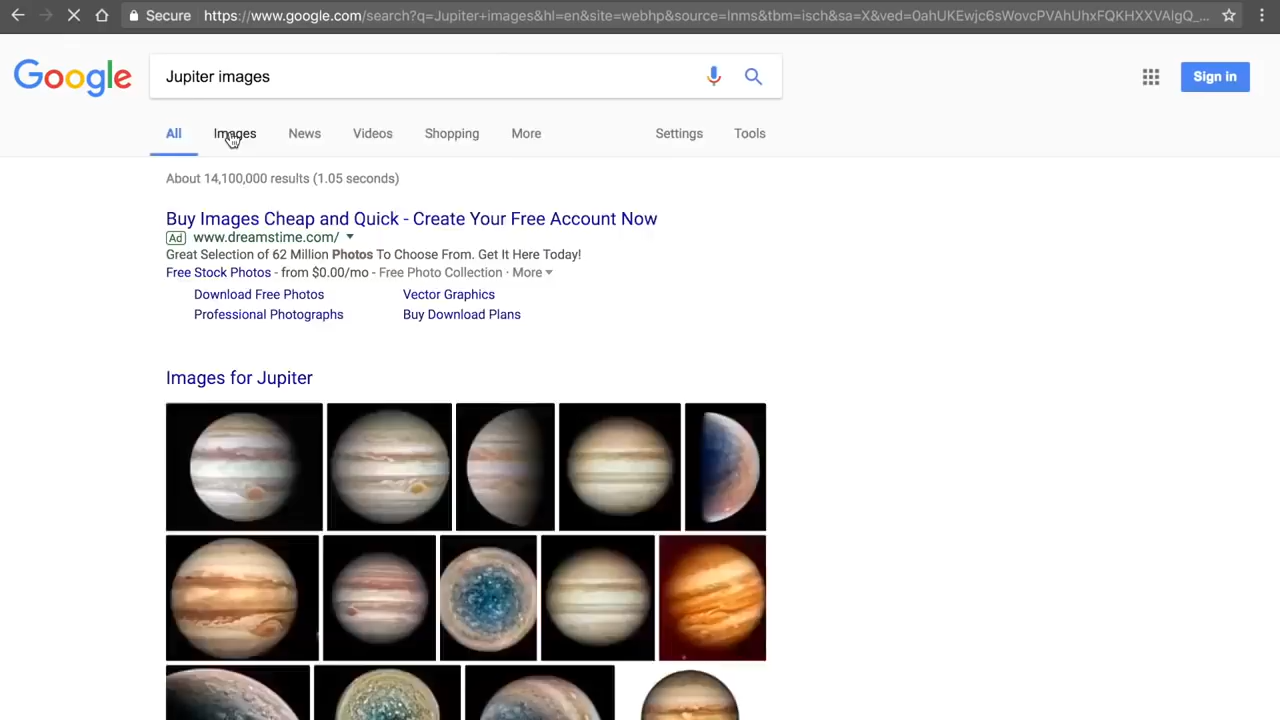 Secure https://www.google.com/search?q=Jupiter+images&hl=en&site=webhp&source=lnms&tbm=isch&sa=X&ved=0ahUKEwjc6sWovcPVAhUhxFQKHXXVAlgQ_...
Google Jupiter images Sign in
All Images News Videos Shopping More Settings Tools
About 14,100,000 results (1.05 seconds)
Buy Images Cheap and Quick - Create Your Free Account Now
Ad www.dreamstime.com/
Great Selection of 62 Million Photos To Choose From. Get It Here Today!
Free Stock Photos - from $0.00/mo - Free Photo Collection · More
Download Free Photos Vector Graphics
Professional Photographs Buy Download Plans
Images for Jupiter